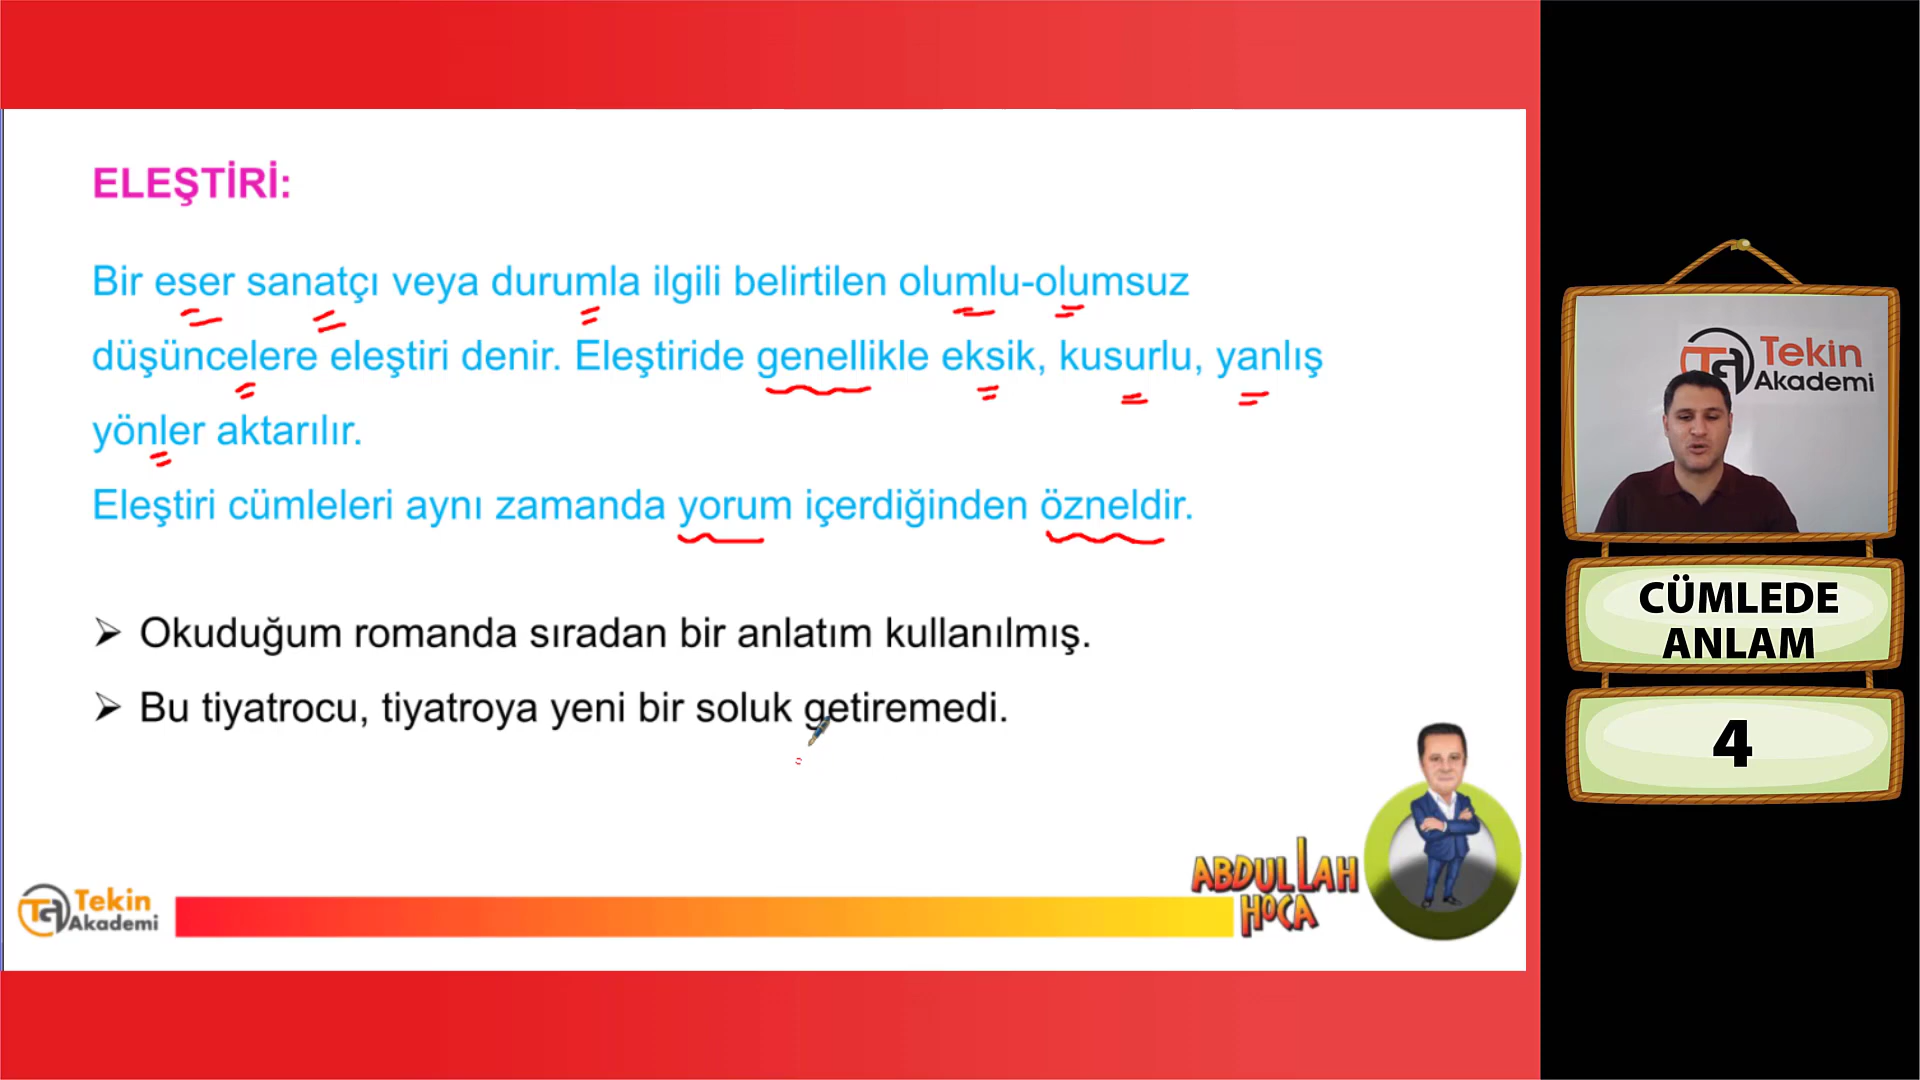 ELEŞTİRİ:
Bir eser sanatçı veya durumla ilgili belirtilen olumlu-olumsuz
düşüncelere eleştiri denir. Eleştiride genellikle eksik, kusurlu, yanlış
yönler aktarılır.
Eleştiri cümleleri aynı zamanda yorum içerdiğinden özneldir.
Okuduğum romanda sıradan bir anlatım kullanılmış.
Bu tiyatrocu, tiyatroya yeni bir soluk getiremedi.
Tekin
Akademi
ABDULLAH
HOCA
Tekin
Akademi
CÜMLEDE
ANLAM
4